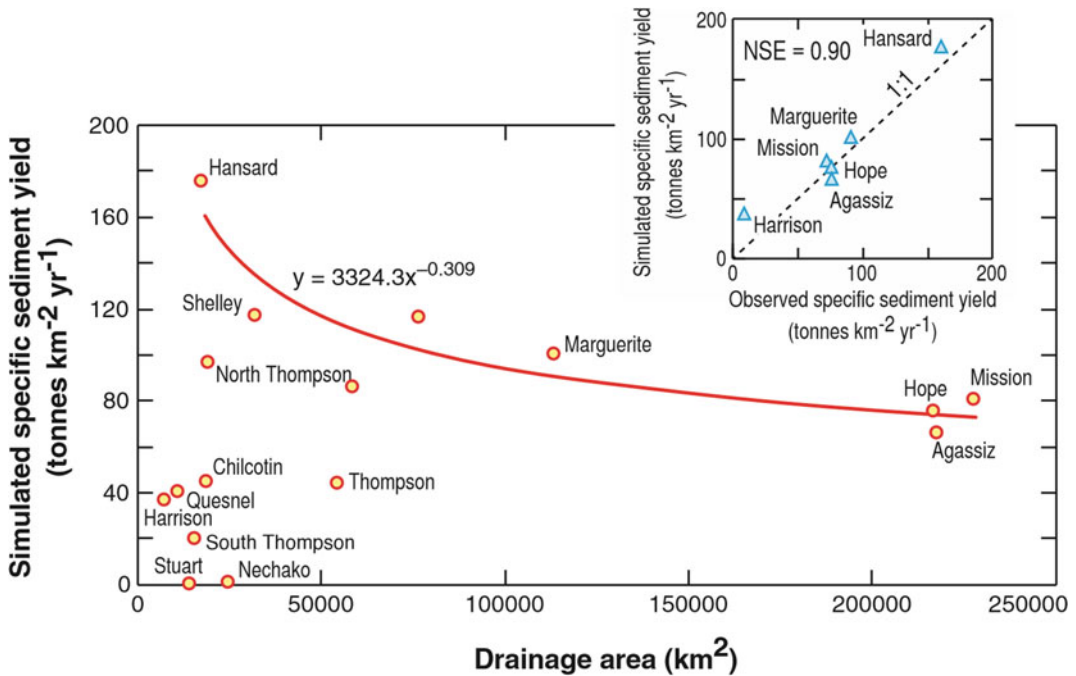 200
Hansard
NSE = 0.90
1:1
Marguerite
100
Mission
Hope
Agassiz
Harrison
0
0 100 200
Simulated specific sediment yield
(tonnes km⁻² yr⁻¹)
Observed specific sediment yield
(tonnes km⁻² yr⁻¹)
Simulated specific sediment yield
(tonnes km⁻² yr⁻¹)
200
160
120
80
40
0
Hansard
y = 3324.3x⁻⁰·³⁰⁹
Shelley
Marguerite
North Thompson
Hope
Mission
Agassiz
Chilcotin
Thompson
Quesnel
Harrison
South Thompson
Stuart
Nechako
0 50000 100000 150000 200000 250000
Drainage area (km²)